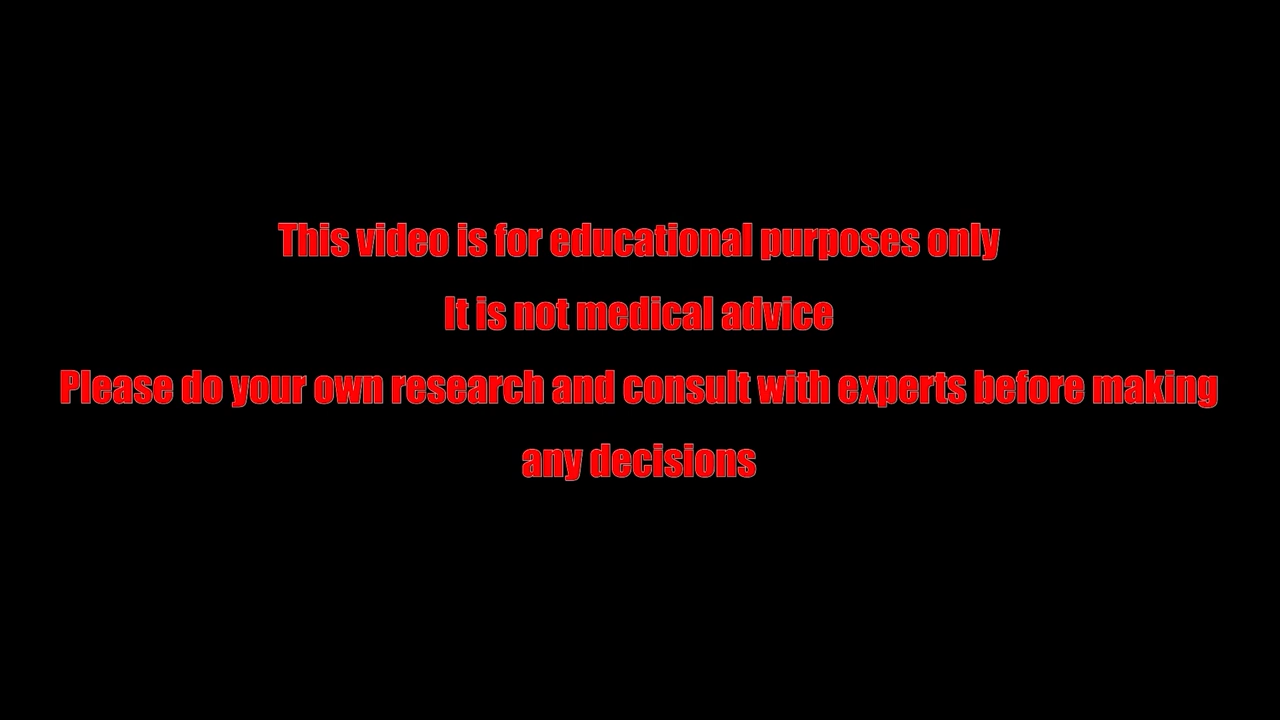 This video is for educational purposes only
It is not medical advice
Please do your own research and consult with experts before making
any decisions